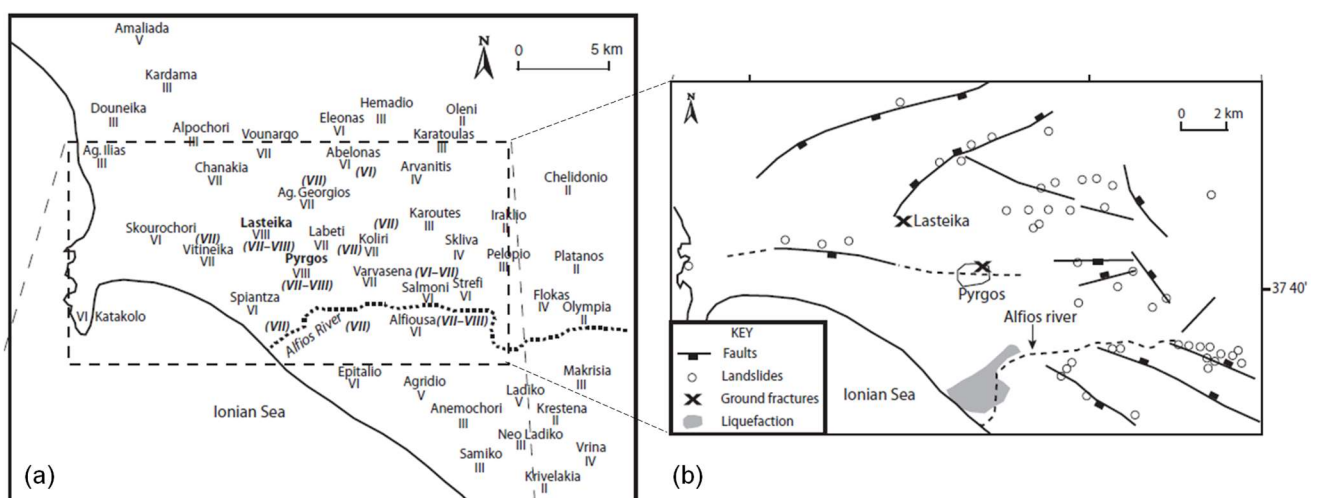 Amaliada
V
Kardama
III
Douneika
III
Alpochori
III
Vounargo
VII
Eleonas
VI
Hemadio
III
Oleni
II
Karatoulas
III
N
0 5 km
Ag. Ilias
III
Chanakia
VII
Abelonas
VI
(VI)
Arvanitis
IV
(VII)
Ag. Georgios
VII
Chelidonio
II
Skourochori
VI
(VII)
Vitineika
VII
Lasteika
VIII
(VII–VIII)
Labeti
VII
(VII)
(VII)
Koliri
VII
Karoutes
III
Iraklio
II
Skliva
IV
Pelopio
III
Platanos
II
Pyrgos
VIII
(VII–VIII)
Varvasena
VII
(VI–VII)
Salmoni
VI
Strefi
VI
Spiantza
VI
(VII)
Alfios River
(VII)
Alfiousa
VI
(VII–VIII)
Flokas
IV
Olympia
II
VI Katakolo
Epitalio
VI
Agridio
V
Ladiko
V
Makrisia
III
Anemochori
III
Krestena
II
Neo Ladiko
III
Samiko
III
Vrina
IV
Krivelakia
II
Ionian Sea
(a)
N
0 2 km
Lasteika
Pyrgos
37 40'
Alfios river
Ionian Sea
KEY
Faults
Landslides
Ground fractures
Liquefaction
(b)